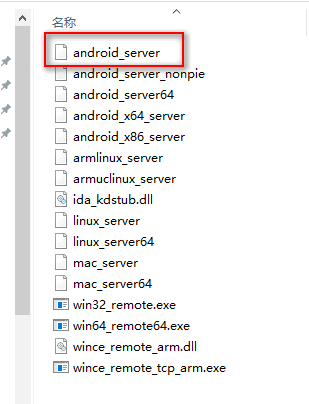 名称
android_server
android_server_nonpie
android_server64
android_x64_server
android_x86_server
armlinux_server
armuclinux_server
ida_kdstub.dll
linux_server
linux_server64
mac_server
mac_server64
win32_remote.exe
win64_remote64.exe
wince_remote_arm.dll
wince_remote_tcp_arm.exe